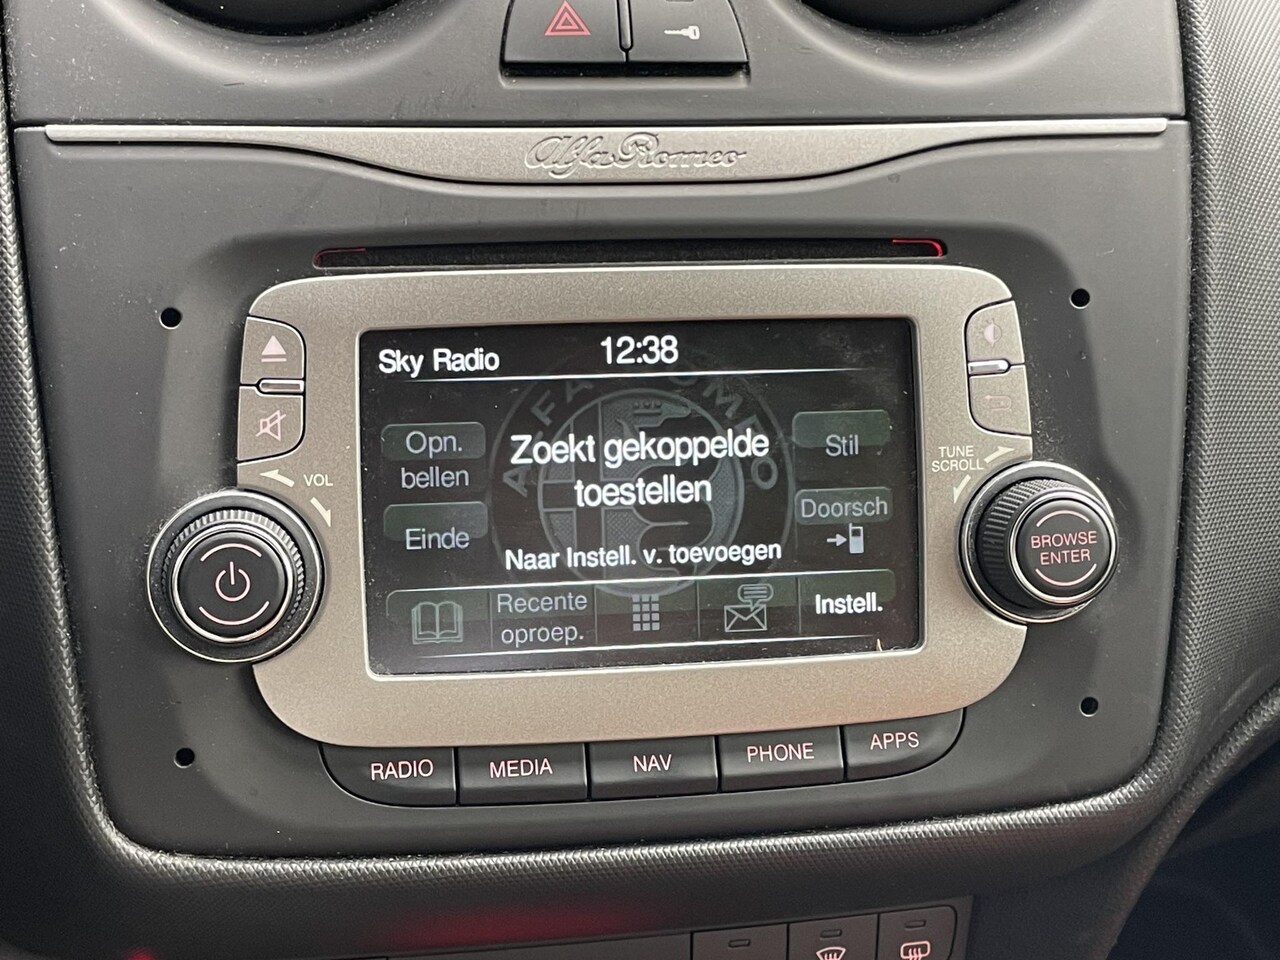 Alfa Romeo
Sky Radio
12:38
Opn.
bellen
Zoekt gekoppelde
toestellen
Stil
Einde
Doorsch
Naar Instell. v. toevoegen
Recente
oproep.
Instell.
VOL
TUNE
SCROLL
BROWSE
ENTER
RADIO
MEDIA
NAV
PHONE
APPS